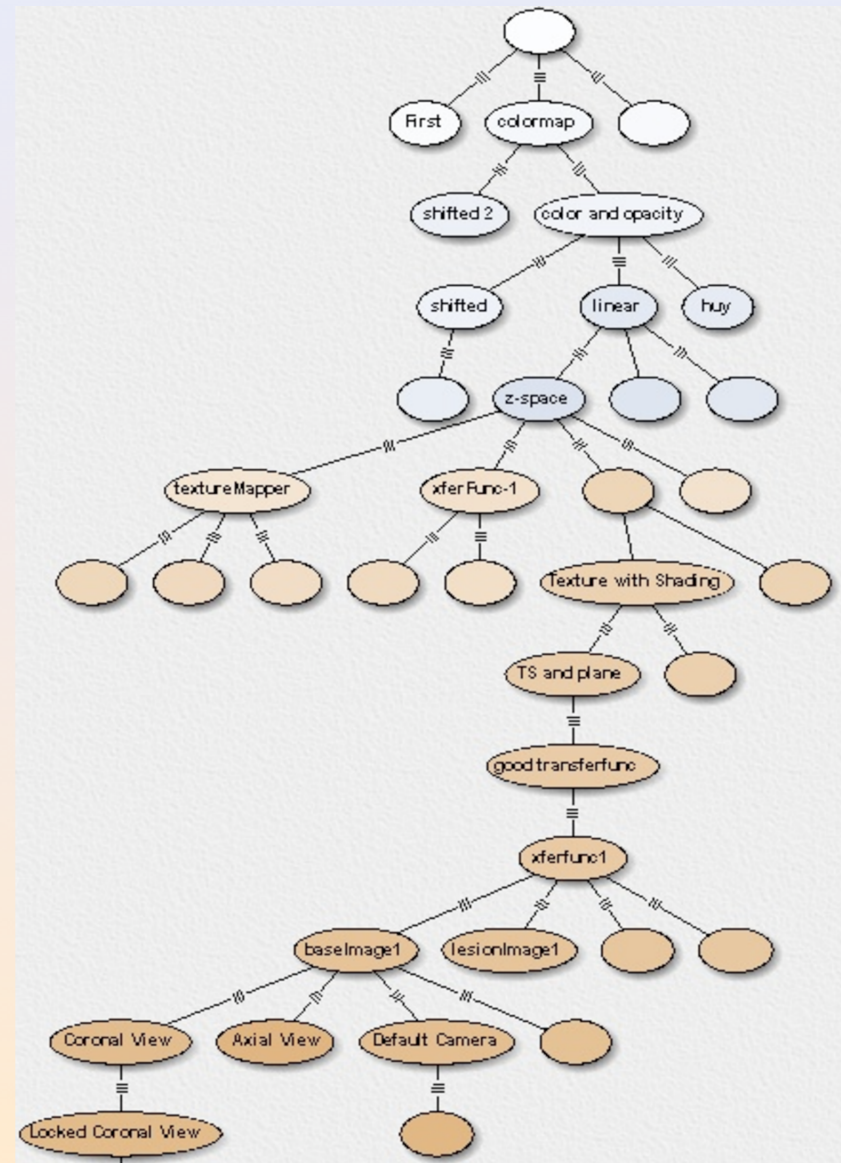 First
colormap
shifted 2
color and opacity
shifted
linear
huy
z-space
textureMapper
xferFunc-1
Texture with Shading
TS and plane
good transferfunc
xferfunc1
baseImage1
lesionImage1
Coronal View
Axial View
Default Camera
Locked Coronal View